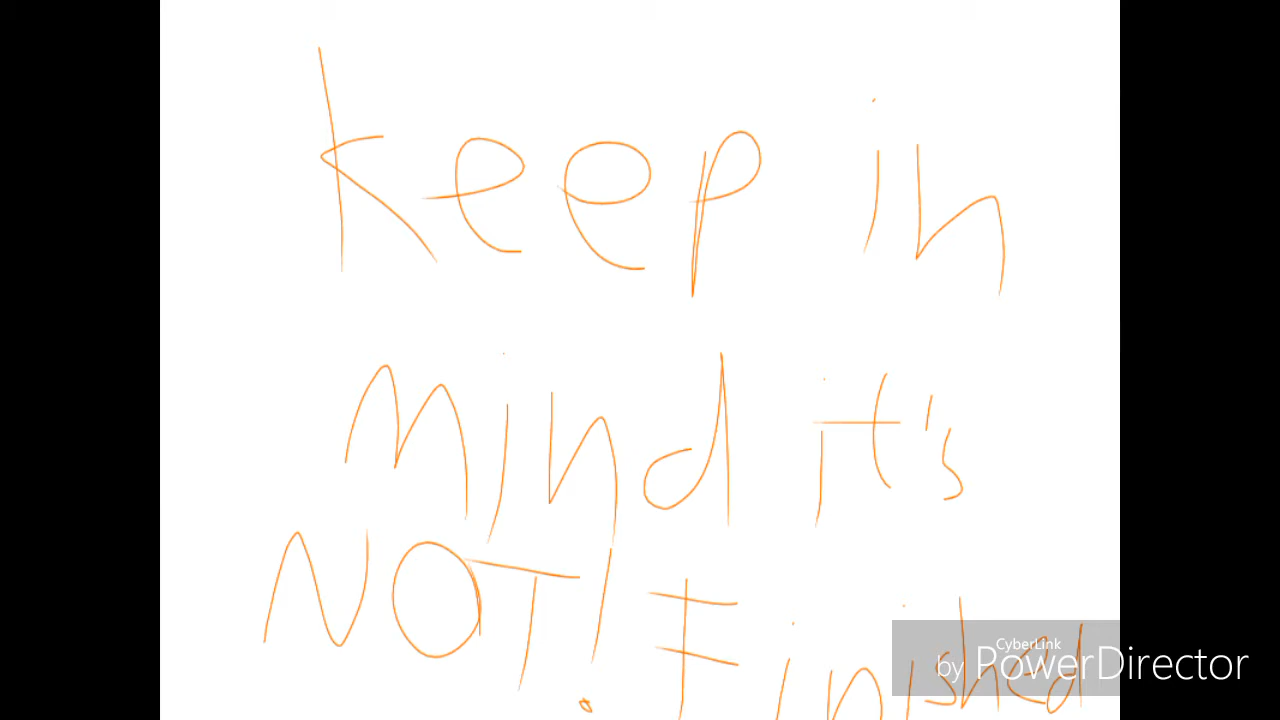 keep in
mind it's
NOT! Finished
CyberLink
by PowerDirector